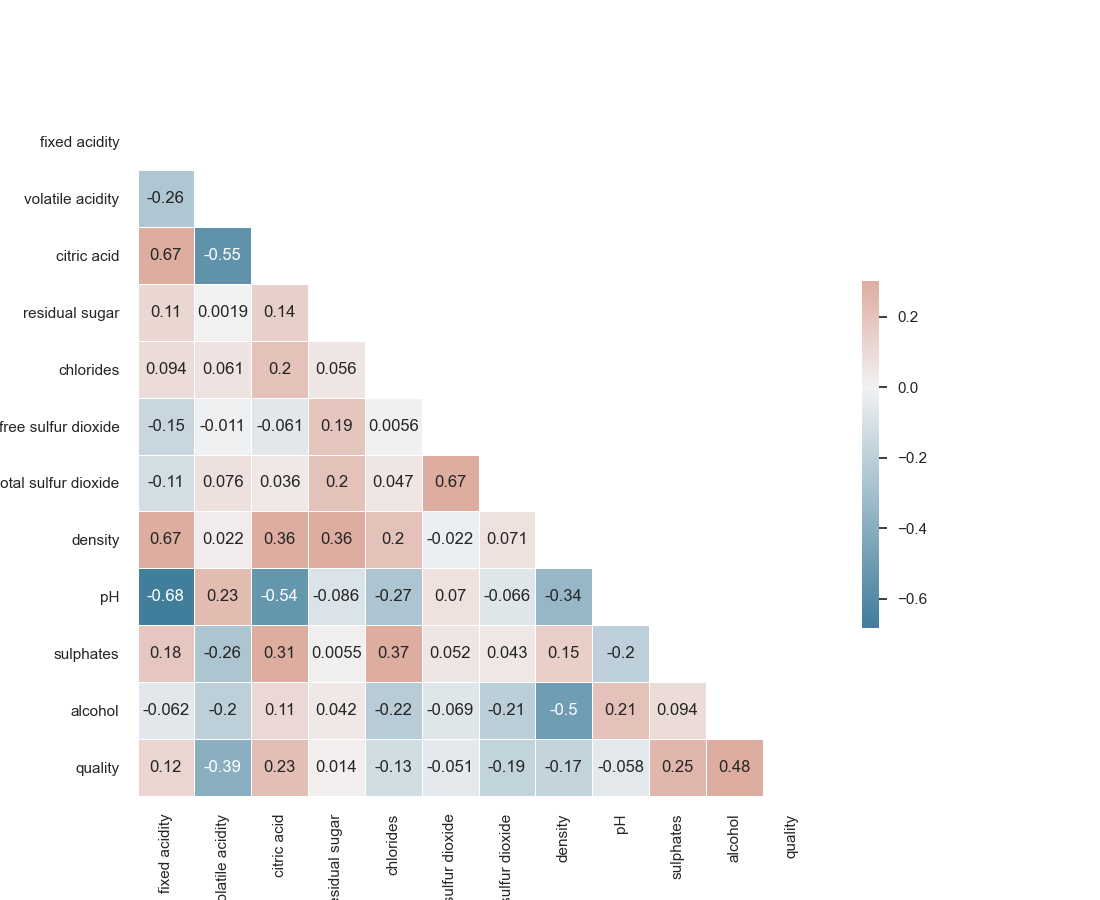 fixed acidity
volatile acidity -0.26
citric acid 0.67 -0.55
residual sugar 0.11 0.0019 0.14
0.2
chlorides 0.094 0.061 0.2 0.056
0.0
free sulfur dioxide -0.15 -0.011 -0.061 0.19 0.0056
−0.2
otal sulfur dioxide -0.11 0.076 0.036 0.2 0.047 0.67
−0.4
density 0.67 0.022 0.36 0.36 0.2 -0.022 0.071
pH -0.68 0.23 -0.54 -0.086 -0.27 0.07 -0.066 -0.34
−0.6
sulphates 0.18 -0.26 0.31 0.0055 0.37 0.052 0.043 0.15 -0.2
alcohol -0.062 -0.2 0.11 0.042 -0.22 -0.069 -0.21 -0.5 0.21 0.094
quality 0.12 -0.39 0.23 0.014 -0.13 -0.051 -0.19 -0.17 -0.058 0.25 0.48
fixed acidity
olatile acidity
citric acid
esidual sugar
chlorides
sulfur dioxide
sulfur dioxide
density
pH
sulphates
alcohol
quality